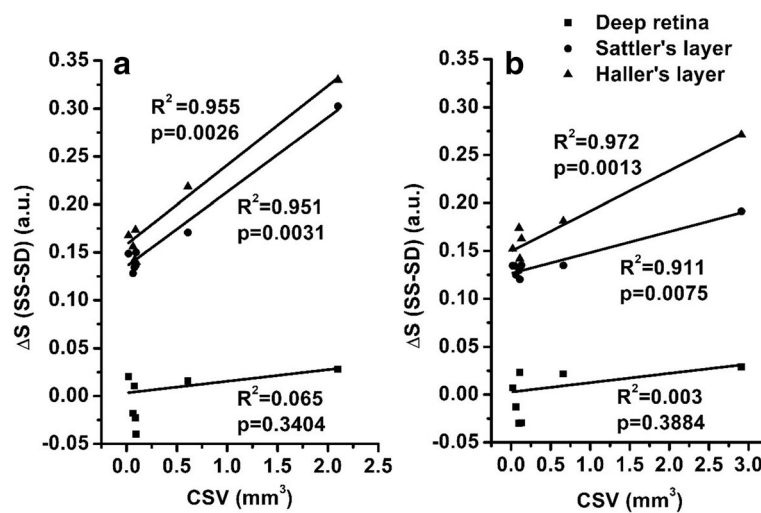 Deep retina
Sattler's layer
Haller's layer
a
0.35
0.30
0.25
0.20
0.15
0.10
0.05
0.00
-0.05
ΔS (SS-SD) (a.u.)
R²=0.955
p=0.0026
R²=0.951
p=0.0031
R²=0.065
p=0.3404
0.0 0.5 1.0 1.5 2.0 2.5
CSV (mm³)
b
0.35
0.30
0.25
0.20
0.15
0.10
0.05
0.00
-0.05
ΔS (SS-SD) (a.u.)
R²=0.972
p=0.0013
R²=0.911
p=0.0075
R²=0.003
p=0.3884
0.0 0.5 1.0 1.5 2.0 2.5 3.0
CSV (mm³)